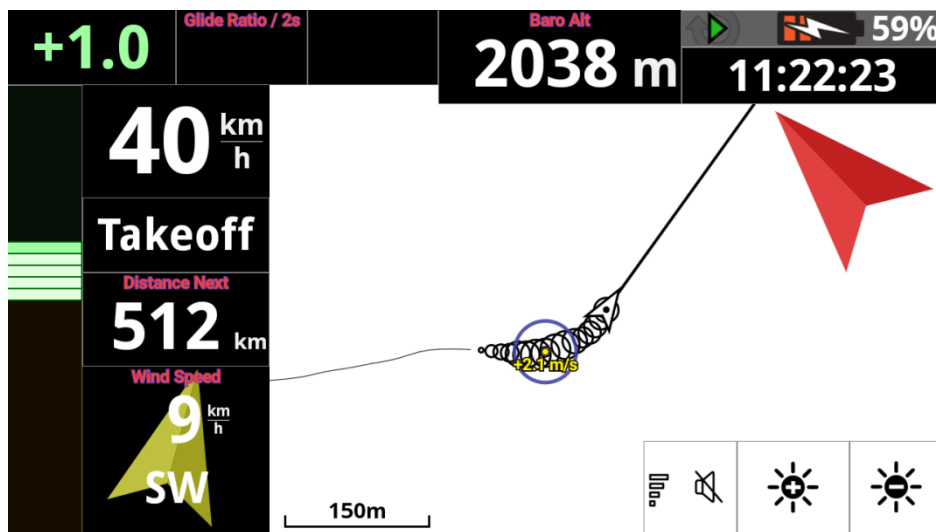 +1.0
Glide Ratio / 2s
Baro Alt
2038 m
59%
11:22:23
40 km/h
Takeoff
Distance Next
512 km
Wind Speed
9 km/h
SW
+2.1 m/s
150m